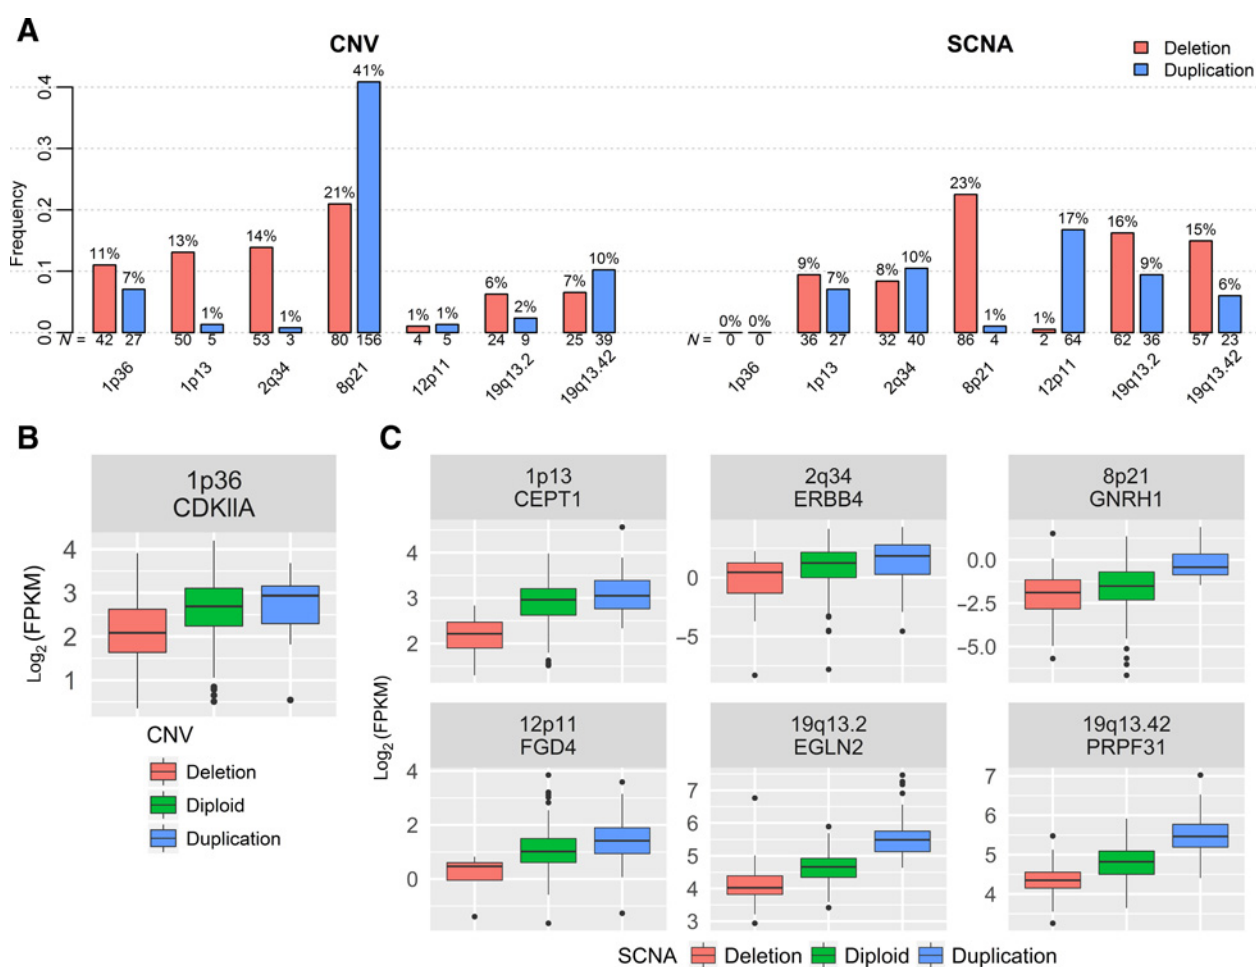 A
CNV
SCNA
Deletion
Duplication
Frequency
0.0 0.1 0.2 0.3 0.4
11% 7% 13% 1% 14% 1% 21% 41% 1% 1% 6% 2% 7% 10%
0% 0% 9% 7% 8% 10% 23% 1% 1% 17% 16% 9% 15% 6%
N = 42 27 50 5 53 3 80 156 4 5 24 9 25 39
N = 0 0 36 27 32 40 86 4 2 64 62 36 57 23
1p36 1p13 2q34 8p21 12p11 19q13.2 19q13.42
1p36 1p13 2q34 8p21 12p11 19q13.2 19q13.42
B
1p36
CDKIIA
Log2(FPKM)
4
3
2
1
CNV
Deletion
Diploid
Duplication
C
Log2(FPKM)
1p13
CEPT1
4
3
2
2q34
ERBB4
0
−5
8p21
GNRH1
0.0
−2.5
−5.0
12p11
FGD4
4
2
0
19q13.2
EGLN2
7
6
5
4
3
19q13.42
PRPF31
7
6
5
4
SCNA Deletion Diploid Duplication